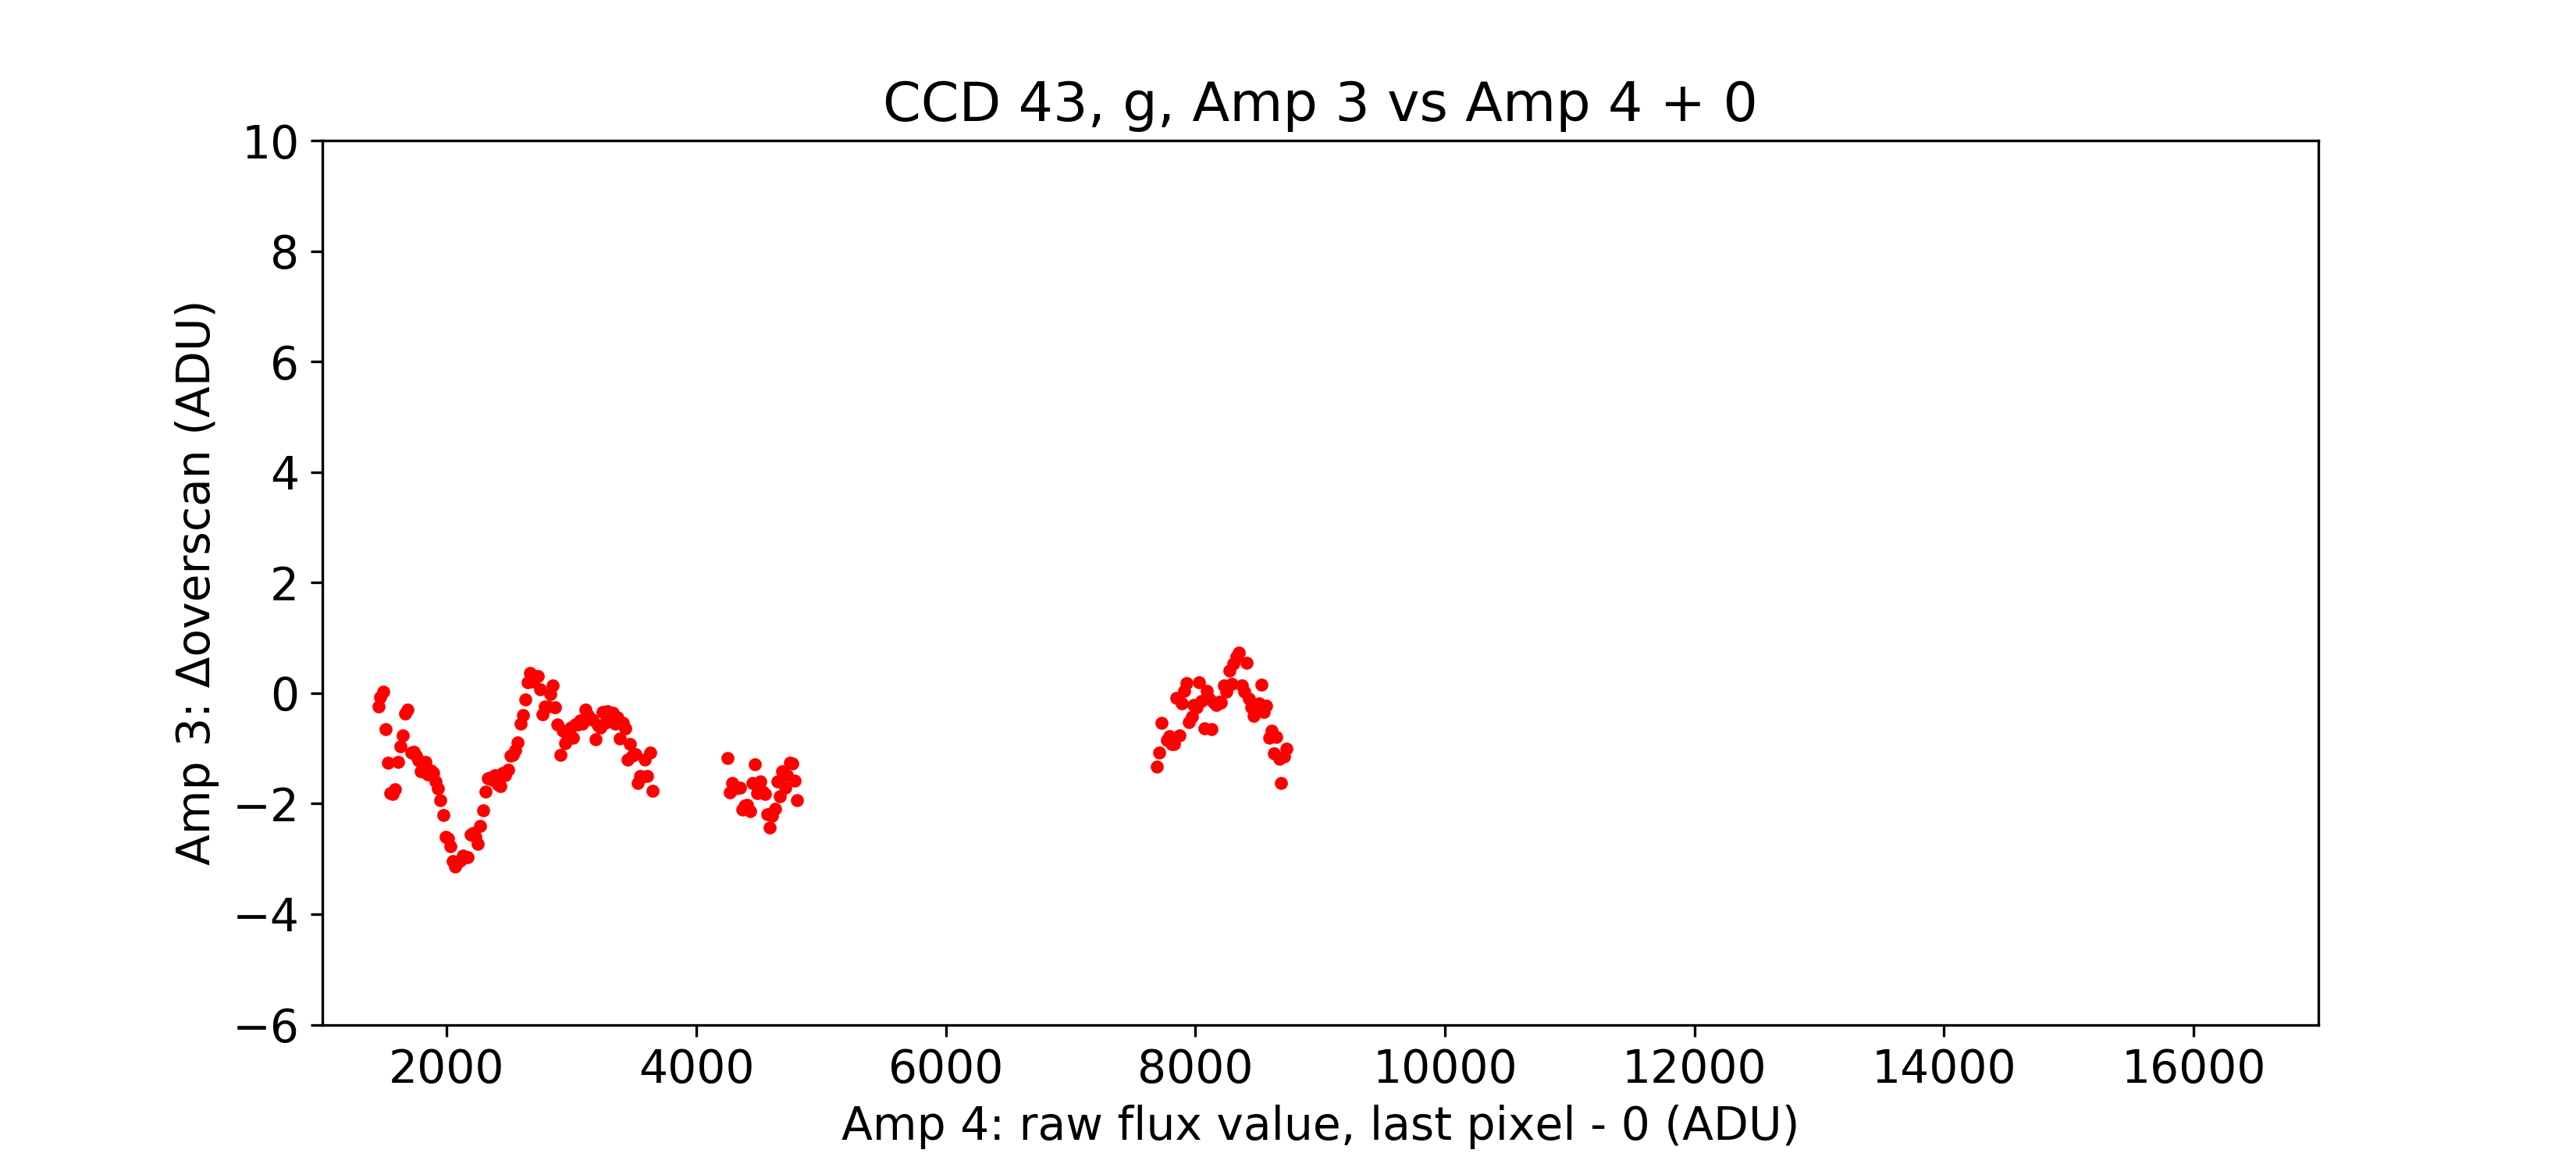 CCD 43, g, Amp 3 vs Amp 4 + 0
10
8
6
4
2
0
−2
−4
−6
Amp 3: Δoverscan (ADU)
2000 4000 6000 8000 10000 12000 14000 16000
Amp 4: raw flux value, last pixel - 0 (ADU)